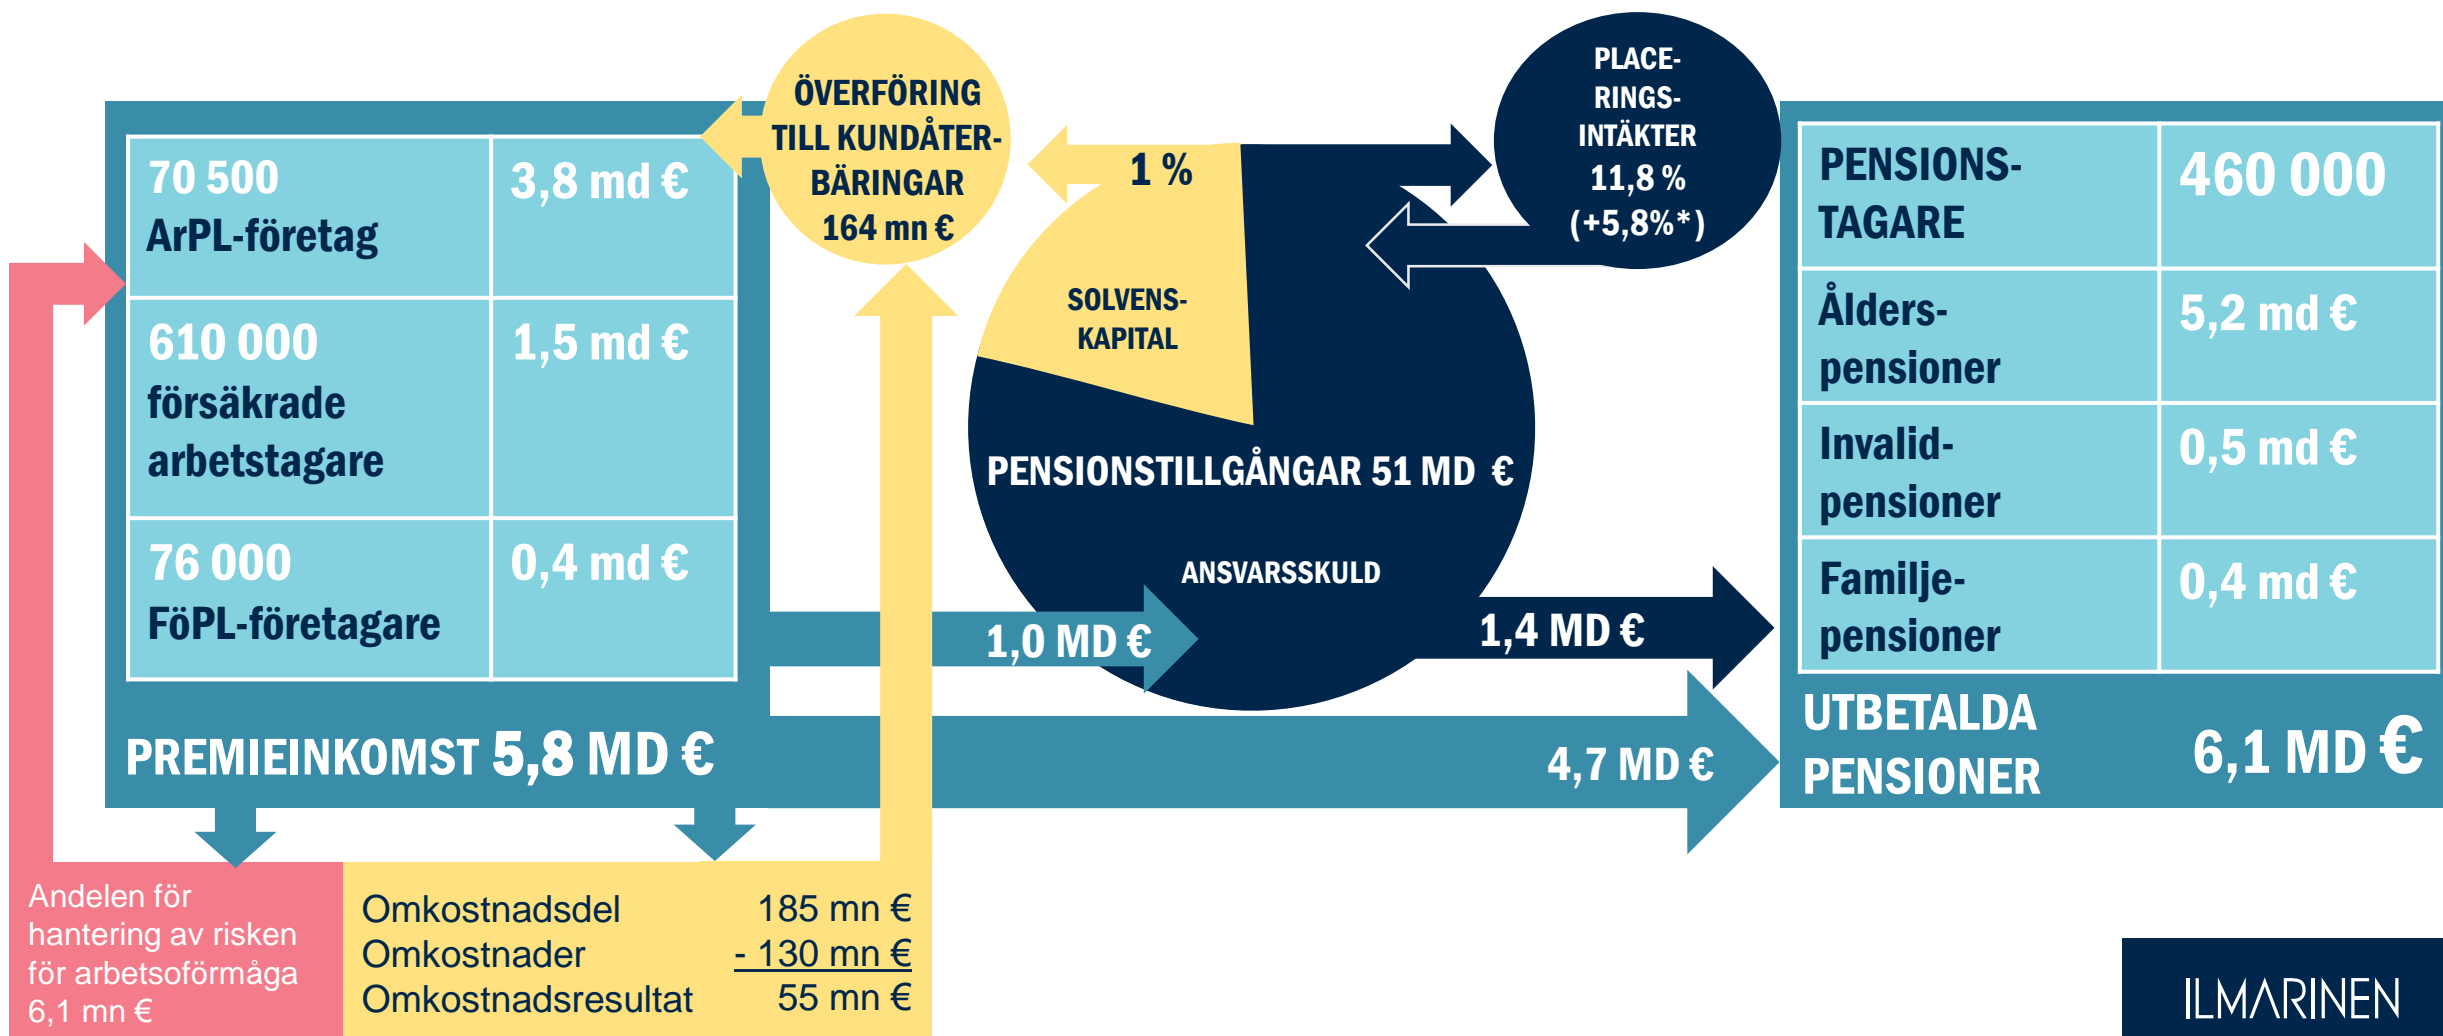 70 500
ArPL-företag
3,8 md €
610 000
försäkrade
arbetstagare
1,5 md €
76 000
FöPL-företagare
0,4 md €
PREMIEINKOMST 5,8 MD €
ÖVERFÖRING
TILL KUNDÅTER-
BÄRINGAR
164 mn €
1 %
SOLVENS-
KAPITAL
PENSIONSTILLGÅNGAR 51 MD €
ANSVARSSKULD
PLACE-
RINGS-
INTÄKTER
11,8 %
(+5,8%*)
1,0 MD €
1,4 MD €
4,7 MD €
PENSIONS-
TAGARE
460 000
Ålders-
pensioner
5,2 md €
Invalid-
pensioner
0,5 md €
Familje-
pensioner
0,4 md €
UTBETALDA
PENSIONER
6,1 MD €
Andelen för
hantering av risken
för arbetsoförmåga
6,1 mn €
Omkostnadsdel 185 mn €
Omkostnader - 130 mn €
Omkostnadsresultat 55 mn €
ILMARINEN